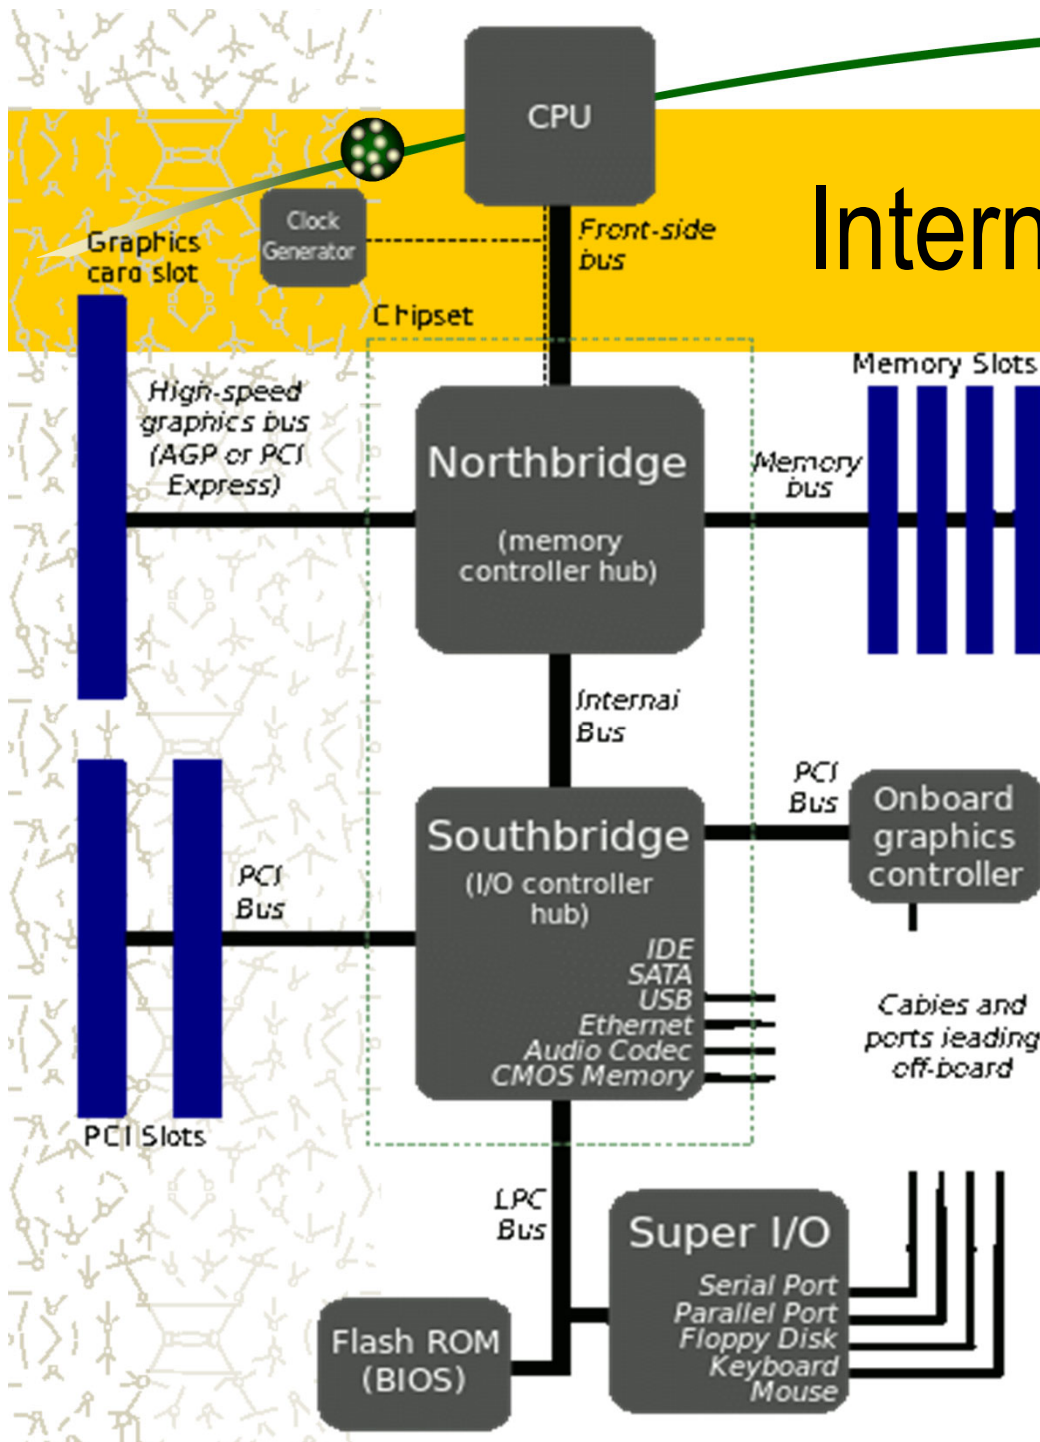 CPU
Clock
Generator
Front-side
bus
Intern
Graphics
card slot
Chipset
Memory Slots
High-speed
graphics bus
(AGP or PCI
Express)
Northbridge
(memory
controller hub)
Memory
bus
Internal
Bus
PCI
Bus
Onboard
graphics
controller
Southbridge
(I/O controller
hub)
PCI
Bus
IDE
SATA
USB
Ethernet
Audio Codec
CMOS Memory
Cables and
ports leading
off-board
PCI Slots
LPC
Bus
Super I/O
Serial Port
Parallel Port
Floppy Disk
Keyboard
Mouse
Flash ROM
(BIOS)